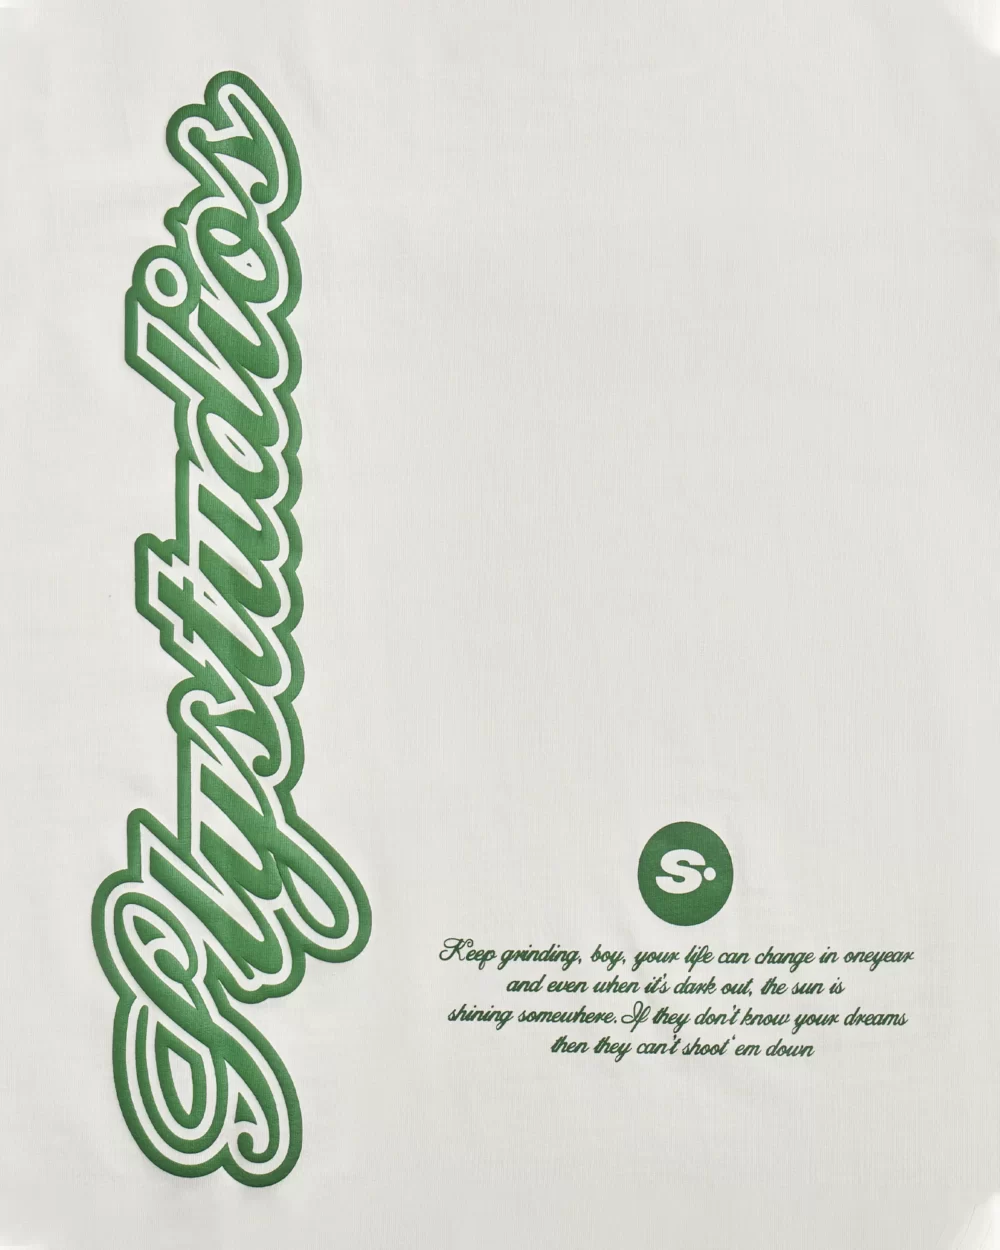 Slystudios
S.
Keep grinding, boy, your life can change in oneyear
and even when it's dark out, the sun is
shining somewhere. If they don't know your dreams
then they can't shoot 'em down